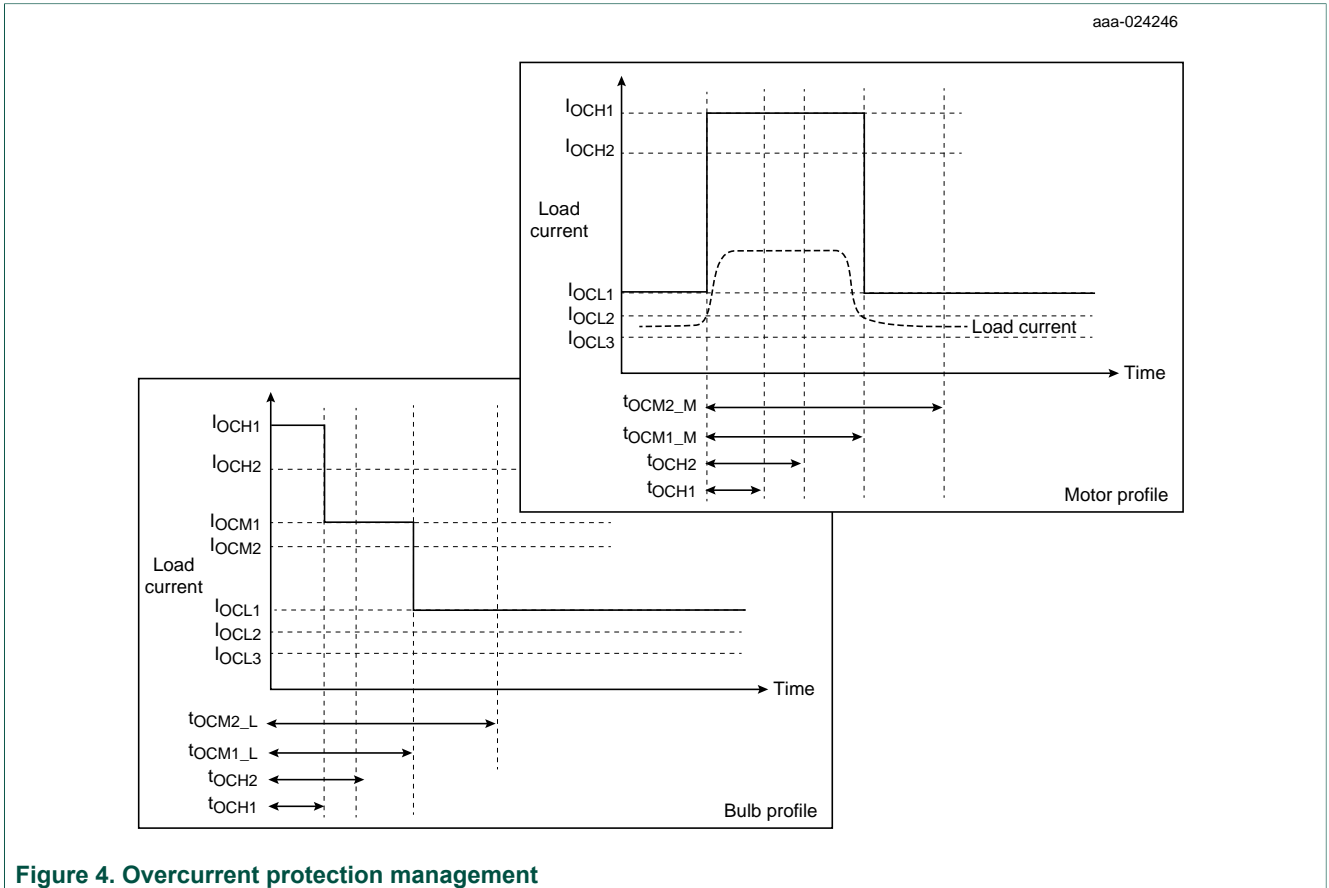 aaa-024246
IOCH1
IOCH2
Load
current
IOCL1
IOCL2
IOCL3
Load current
Time
tOCM2_M
tOCM1_M
tOCH2
tOCH1
Motor profile
IOCH1
IOCH2
IOCM1
IOCM2
Load
current
IOCL1
IOCL2
IOCL3
Time
tOCM2_L
tOCM1_L
tOCH2
tOCH1
Bulb profile
Figure 4. Overcurrent protection management